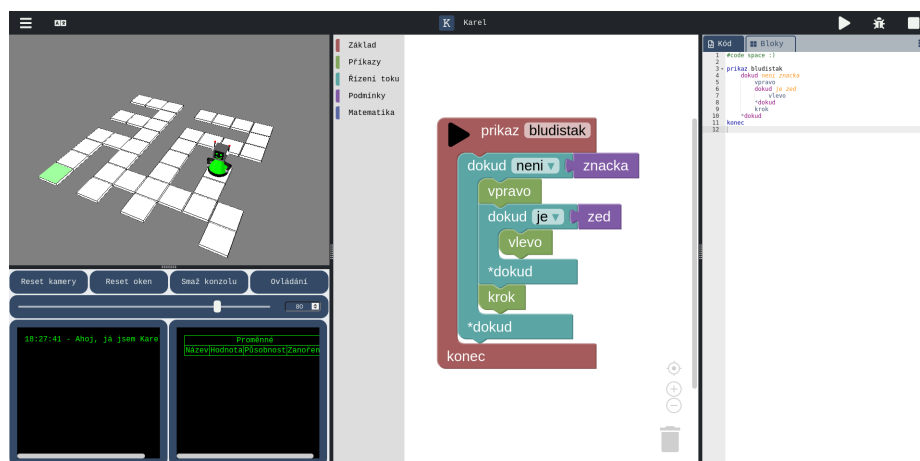 K Karel
Základ
Příkazy
Řízení toku
Podmínky
Matematika
prikaz bludistak
dokud neni ▾ znacka
vpravo
dokud je ▾ zed
vlevo
*dokud
krok
*dokud
konec
Kód
Bloky
1 #code space :)
2
3 prikaz bludistak
4 dokud neni znacka
5 vpravo
6 dokud je zed
7 vlevo
8 *dokud
9 krok
10 *dokud
11 konec
12
Reset kamery
Reset oken
Smaž konzolu
Ovládání
80
18:27:41 - Ahoj, já jsem Kare
Proměnné
Název Hodnota Působnost Zanořen